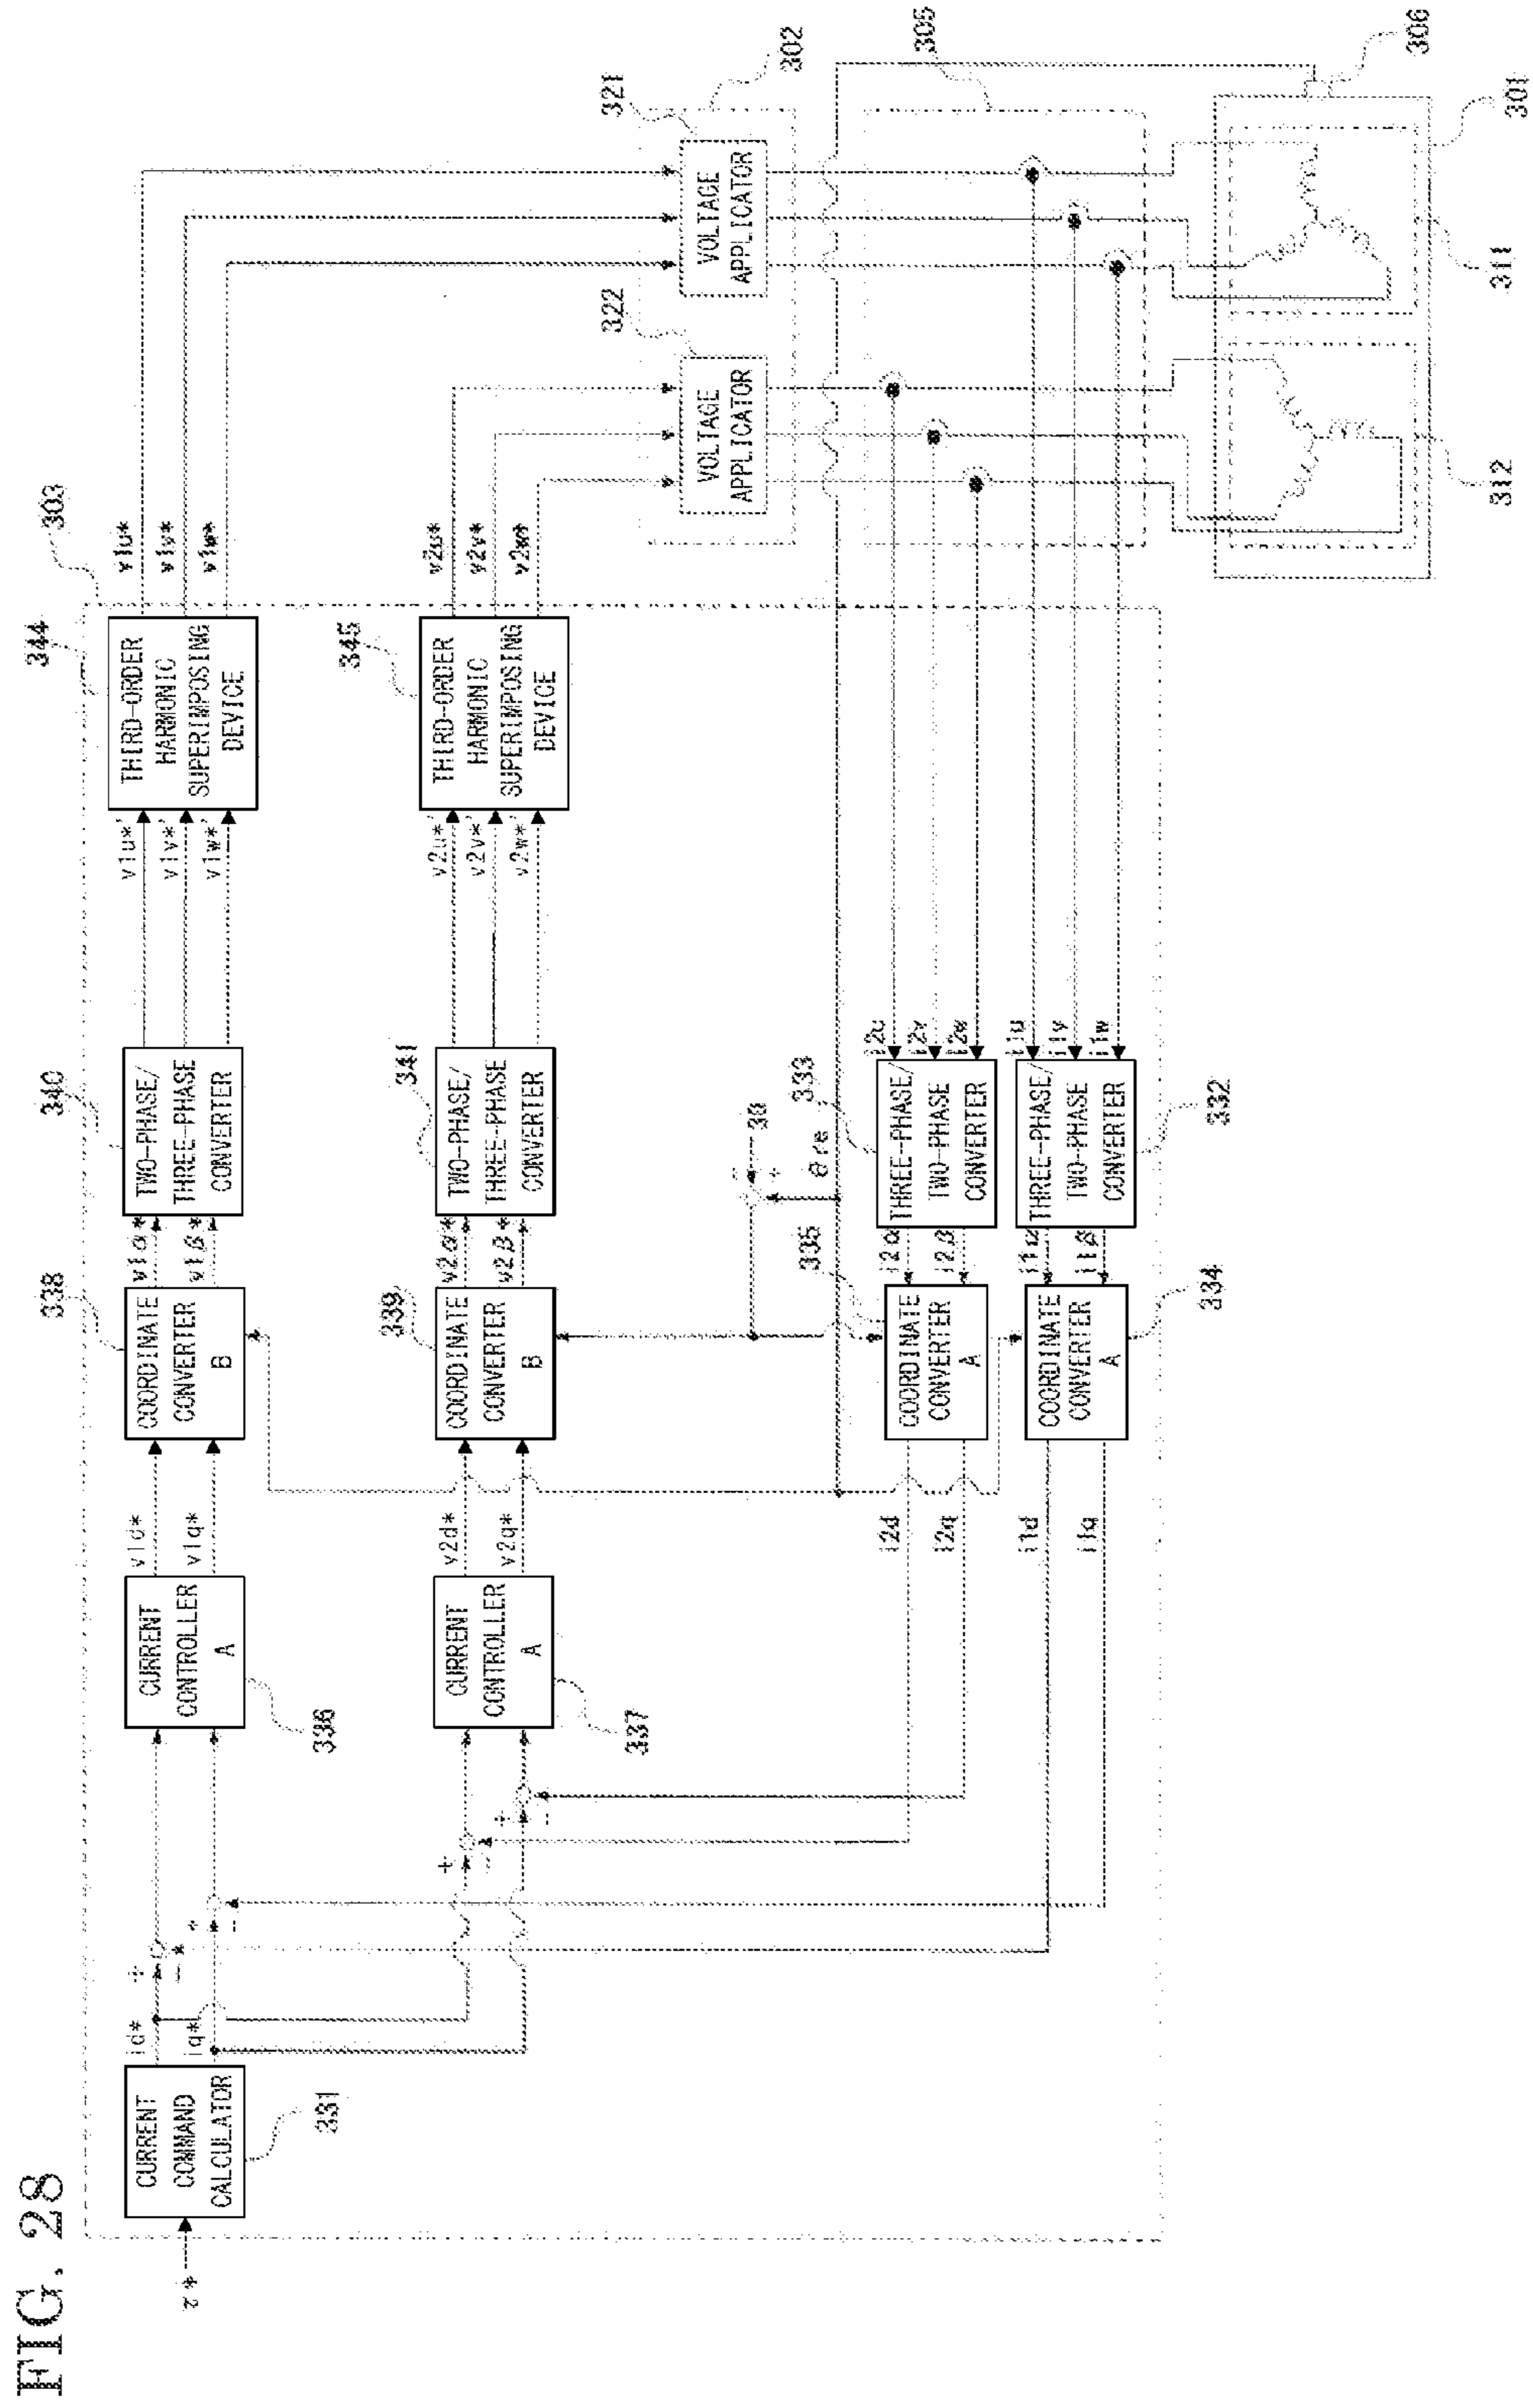 FIG. 28
τ*
CURRENT
COMMAND
CALCULATOR
331
id*
iq*
+
−
+
−
+
−
+
−
CURRENT
CONTROLLER
A
336
CURRENT
CONTROLLER
A
337
v1d*
v1q*
v2d*
v2q*
COORDINATE
CONVERTER
B
338
COORDINATE
CONVERTER
B
339
v1α*
v1β*
v2α*
v2β*
TWO-PHASE/
THREE-PHASE
CONVERTER
340
TWO-PHASE/
THREE-PHASE
CONVERTER
341
v1u*'
v1v*'
v1w*'
v2u*'
v2v*'
v2w*'
THIRD-ORDER
HARMONIC
SUPERIMPOSING
DEVICE
344
THIRD-ORDER
HARMONIC
SUPERIMPOSING
DEVICE
345
303
v1u*
v1v*
v1w*
v2u*
v2v*
v2w*
VOLTAGE
APPLICATOR
321
VOLTAGE
APPLICATOR
322
302
305
306
301
311
312
30
−
+
θre
i2d
i2q
i1d
i1q
COORDINATE
CONVERTER
A
335
COORDINATE
CONVERTER
A
334
i2α
i2β
i1α
i1β
THREE-PHASE/
TWO-PHASE
CONVERTER
333
THREE-PHASE/
TWO-PHASE
CONVERTER
332
i2u
i2v
i2w
i1u
i1v
i1w